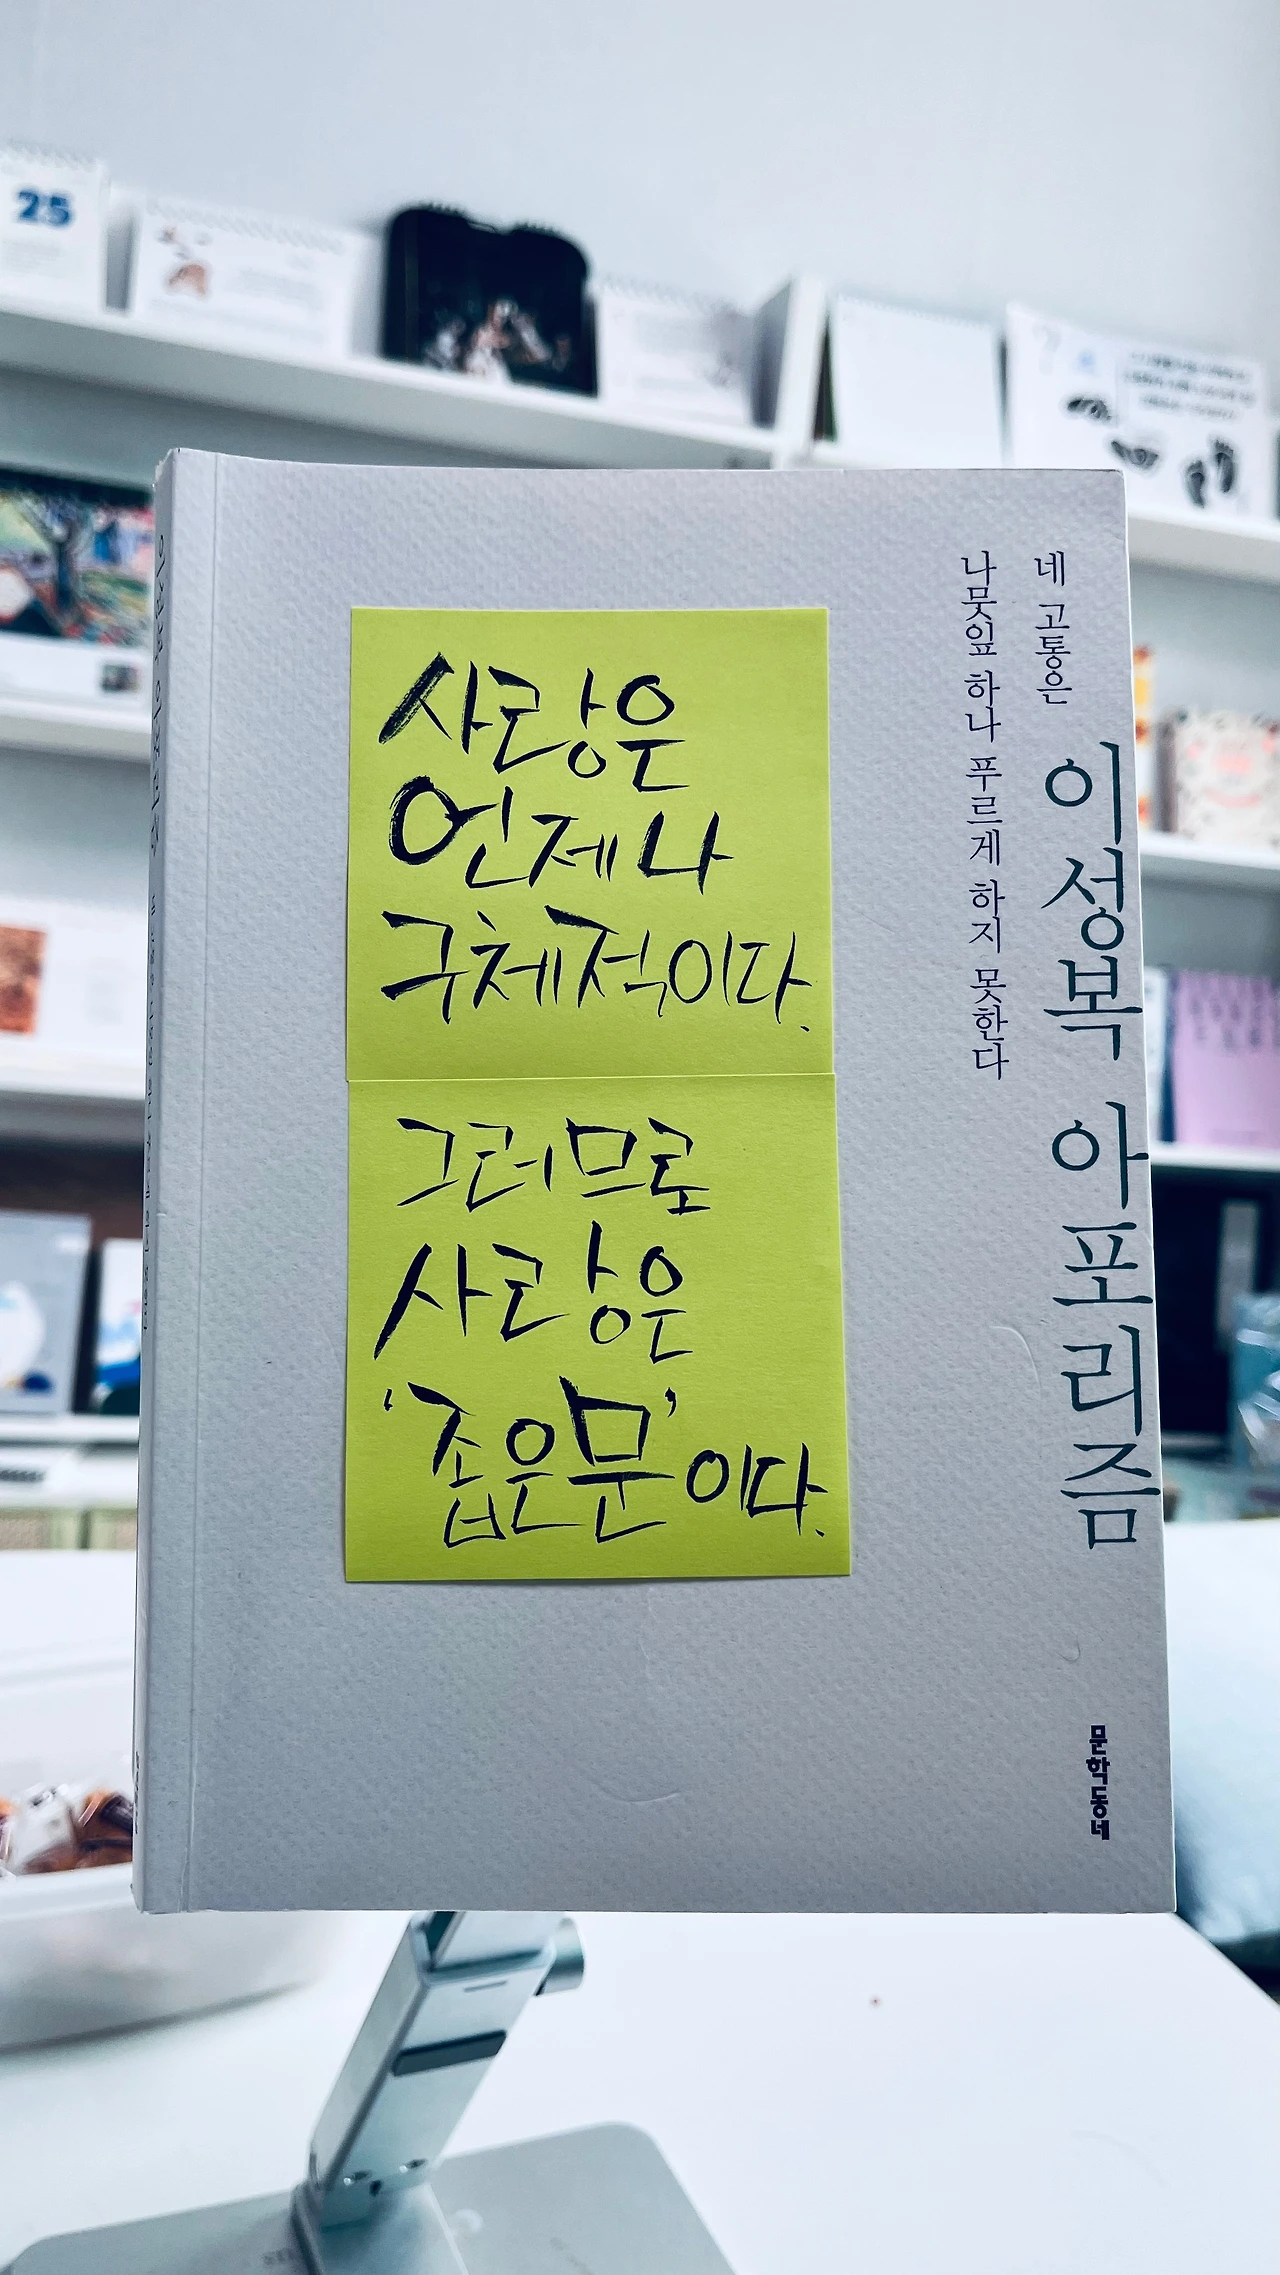 25
네 고통은
나뭇잎 하나 푸르게 하지 못한다
이성복 아포리즘
사랑은
언제나
구체적이다.
그러므로
사랑은
'좁은문'이다.
문학동네